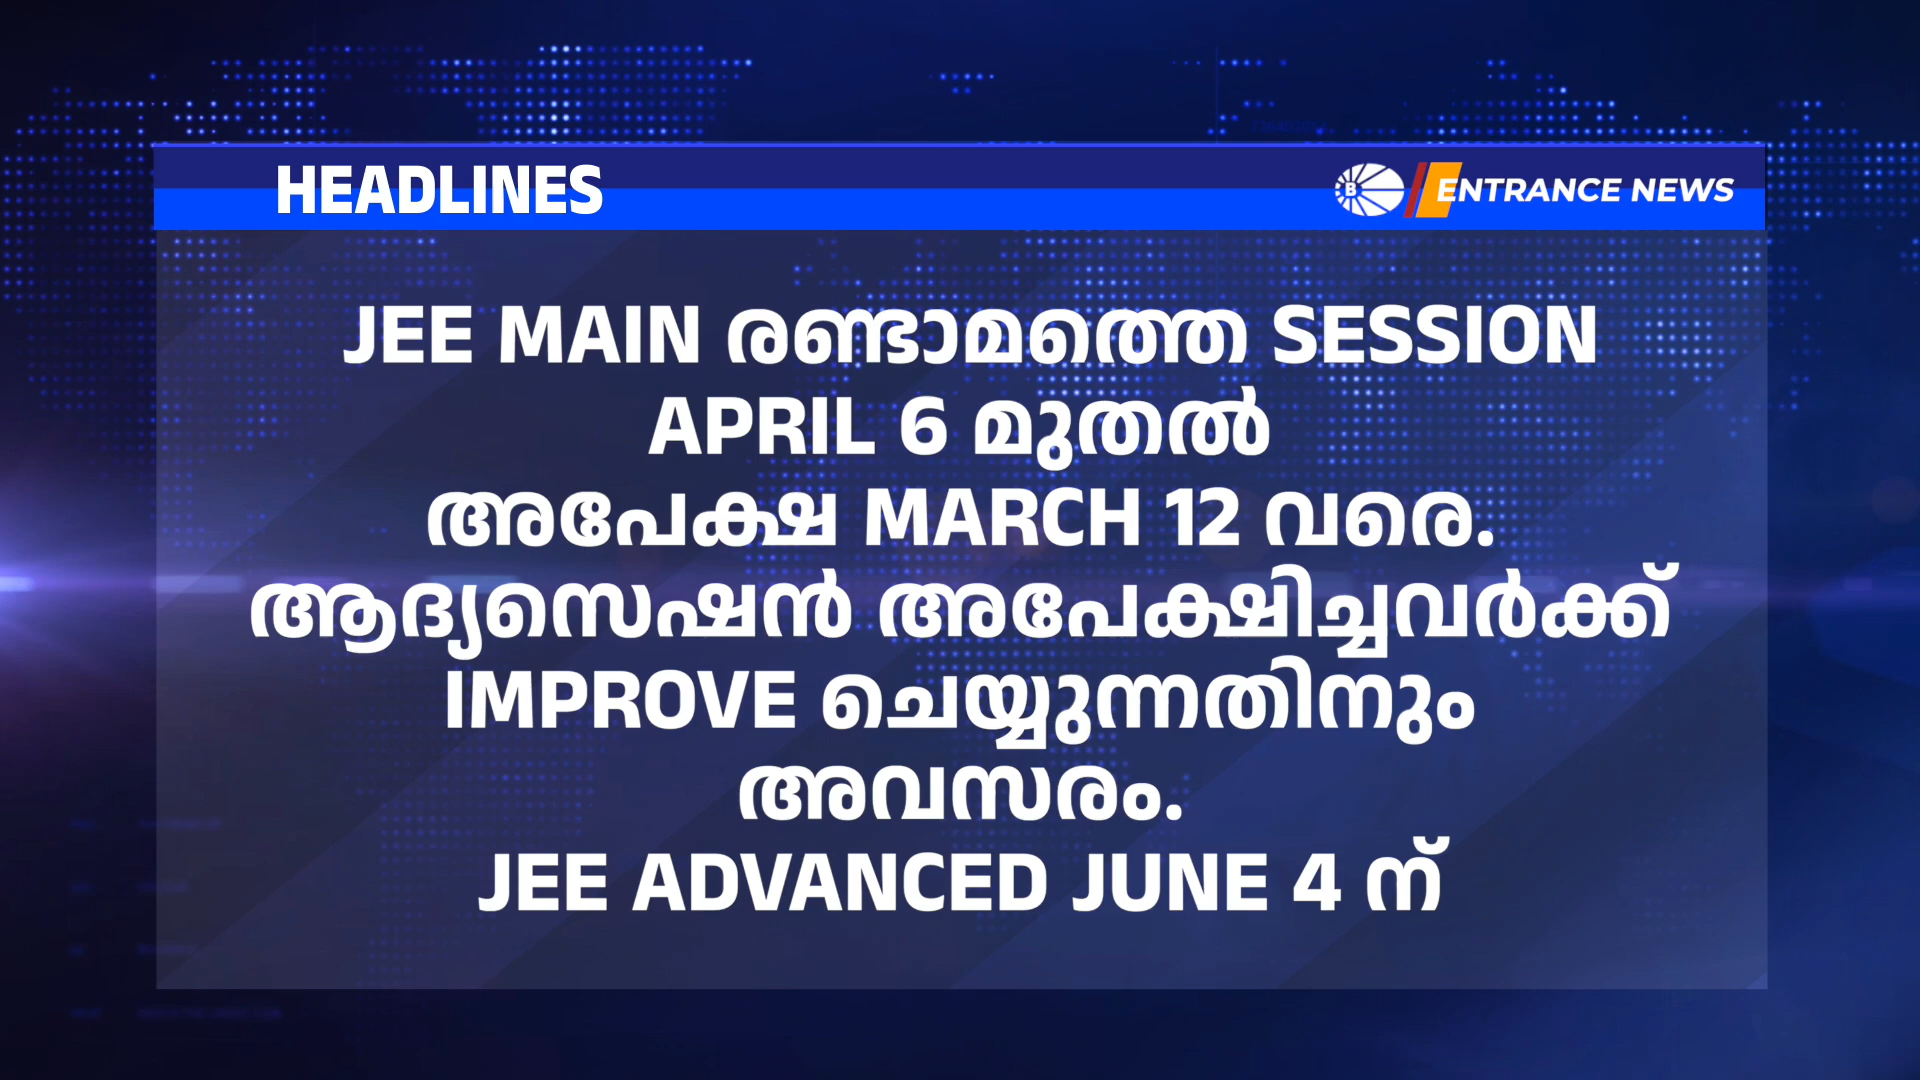 HEADLINES
B ENTRANCE NEWS
JEE MAIN രണ്ടാമത്തെ SESSION
APRIL 6 മുതൽ
അപേക്ഷ MARCH 12 വരെ.
ആദ്യസെഷൻ അപേക്ഷിച്ചവർക്ക്
IMPROVE ചെയ്യുന്നതിനും
അവസരം.
JEE ADVANCED JUNE 4 ന്